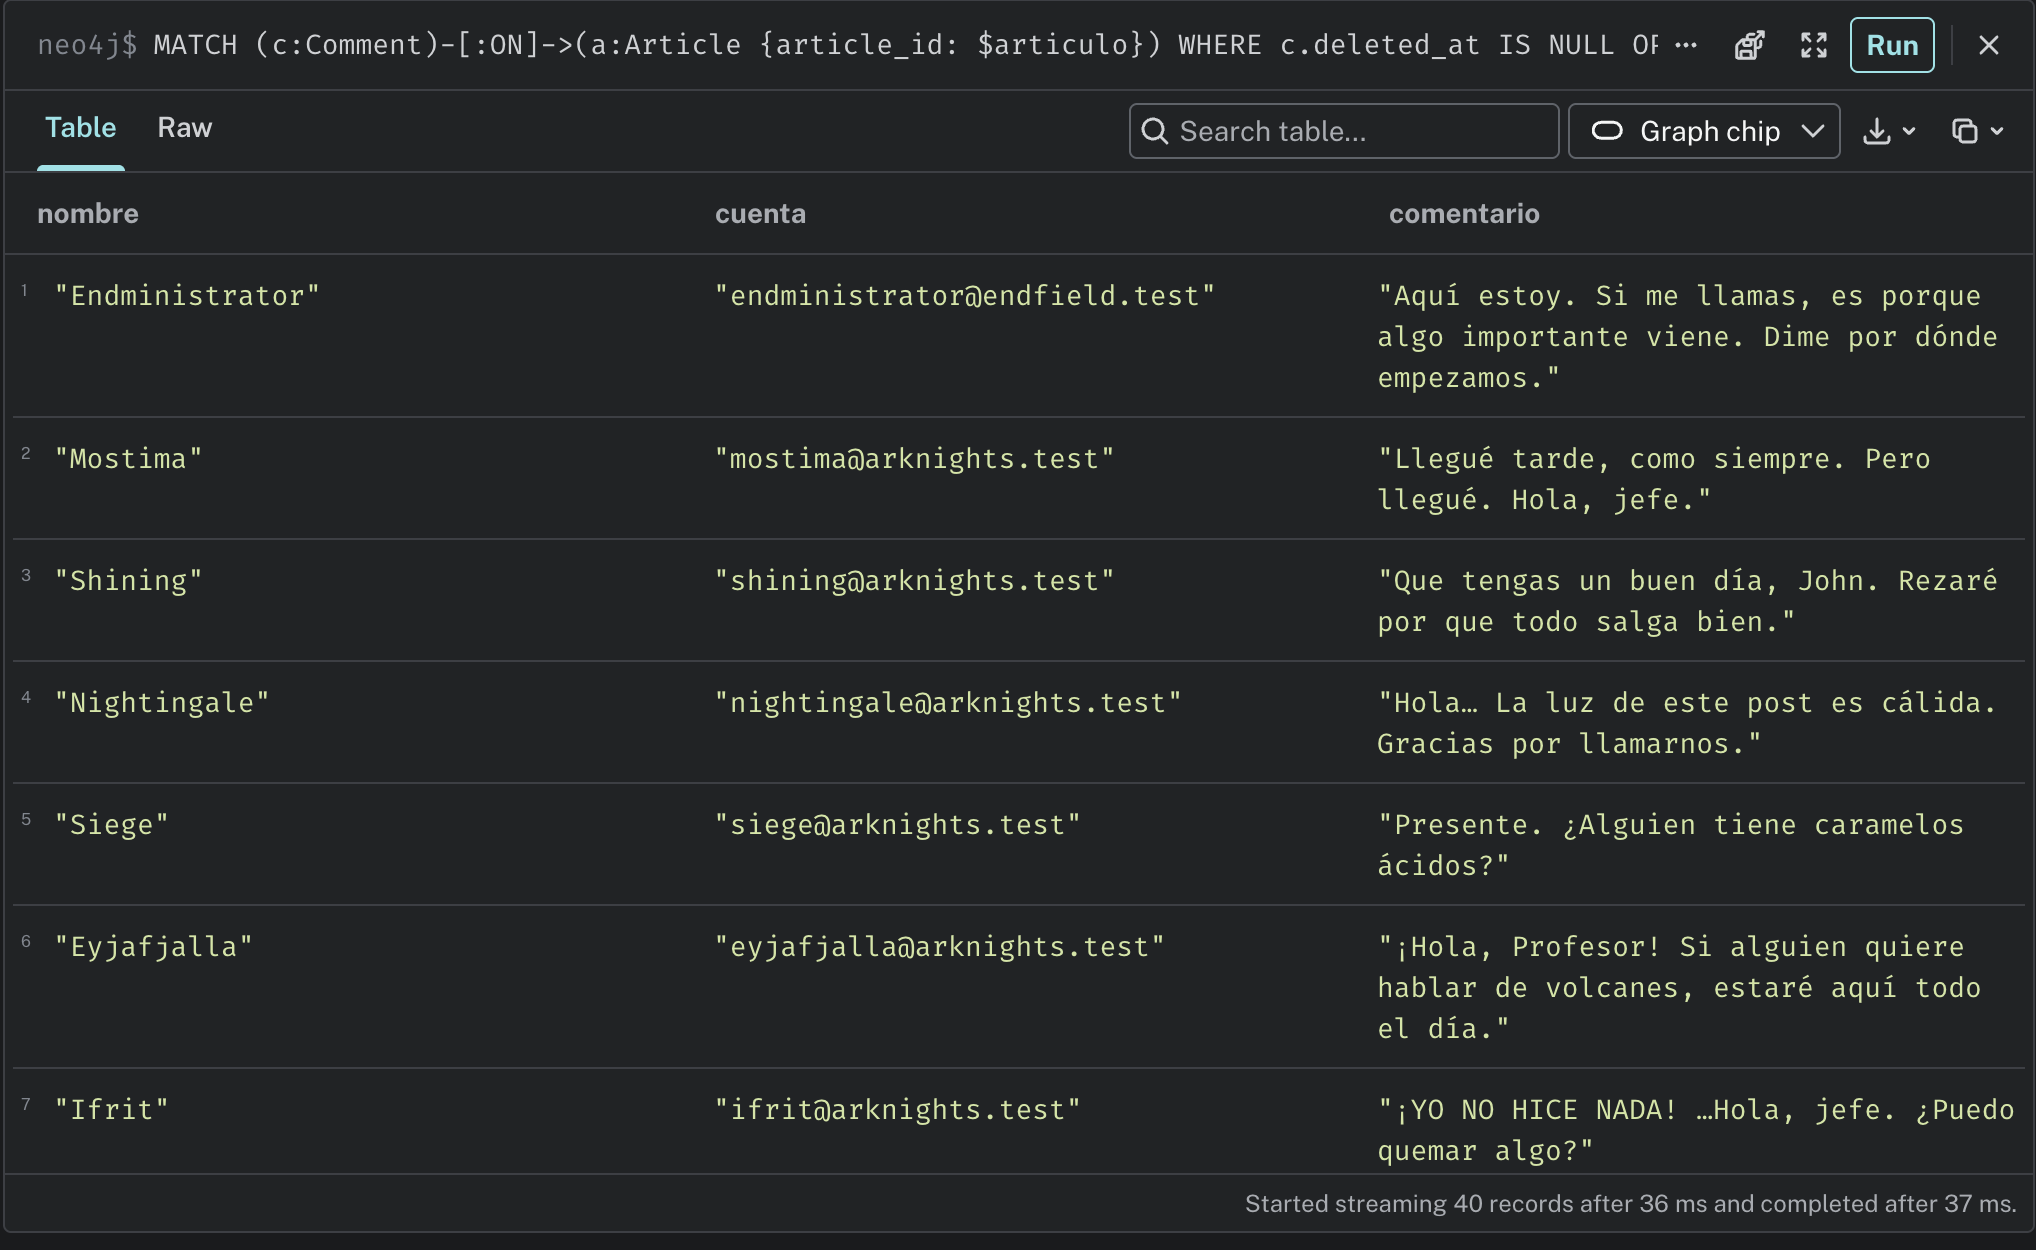 neo4j$ MATCH (c:Comment)-[:ON]->(a:Article {article_id: $articulo}) WHERE c.deleted_at IS NULL OR ···
Run
Table Raw
Search table...
Graph chip
nombre cuenta comentario
1 "Endministrator" "endministrator@endfield.test" "Aquí estoy. Si me llamas, es porque
algo importante viene. Dime por dónde
empezamos."
2 "Mostima" "mostima@arknights.test" "Llegué tarde, como siempre. Pero
llegué. Hola, jefe."
3 "Shining" "shining@arknights.test" "Que tengas un buen día, John. Rezaré
por que todo salga bien."
4 "Nightingale" "nightingale@arknights.test" "Hola… La luz de este post es cálida.
Gracias por llamarnos."
5 "Siege" "siege@arknights.test" "Presente. ¿Alguien tiene caramelos
ácidos?"
6 "Eyjafjalla" "eyjafjalla@arknights.test" "¡Hola, Profesor! Si alguien quiere
hablar de volcanes, estaré aquí todo
el día."
7 "Ifrit" "ifrit@arknights.test" "¡YO NO HICE NADA! …Hola, jefe. ¿Puedo
quemar algo?"
Started streaming 40 records after 36 ms and completed after 37 ms.